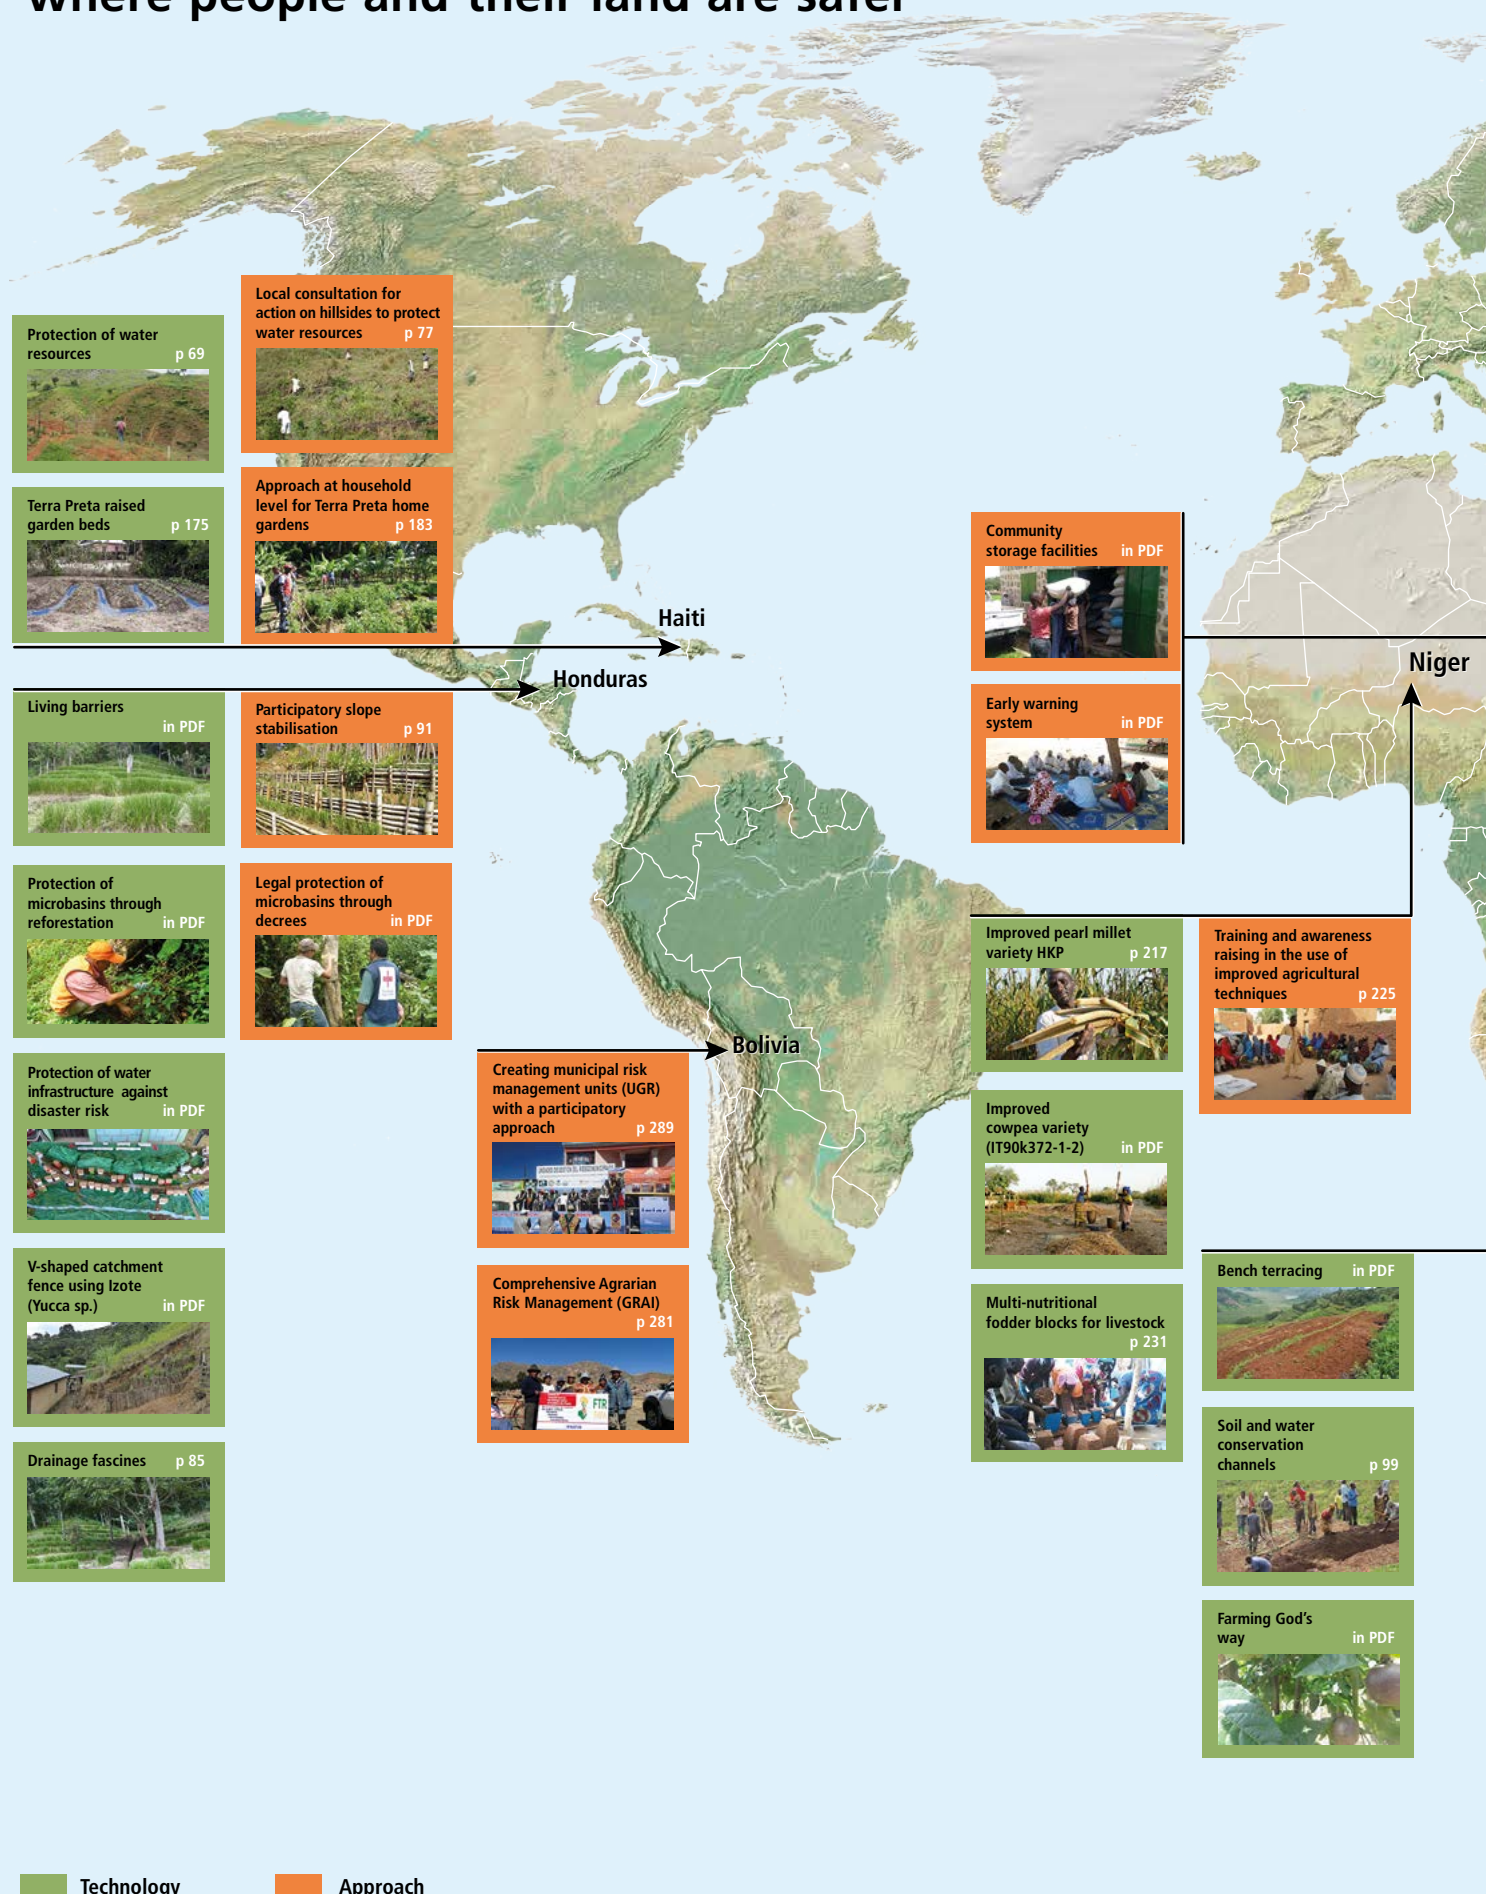 where people and their land are safer
Local consultation for
action on hillsides to protect
water resources p 77
Protection of water
resources p 69
Approach at household
level for Terra Preta home
gardens p 183
Terra Preta raised
garden beds p 175
Haiti
Honduras
Living barriers
in PDF
Participatory slope
stabilisation p 91
Protection of
microbasins through
reforestation in PDF
Legal protection of
microbasins through
decrees in PDF
Protection of water
infrastructure against
disaster risk in PDF
V-shaped catchment
fence using Izote
(Yucca sp.) in PDF
Drainage fascines p 85
Bolivia
Creating municipal risk
management units (UGR)
with a participatory
approach p 289
Comprehensive Agrarian
Risk Management (GRAI)
p 281
FTR
Community
storage facilities in PDF
Early warning
system in PDF
Niger
Improved pearl millet
variety HKP p 217
Training and awareness
raising in the use of
improved agricultural
techniques p 225
Improved
cowpea variety
(IT90k372-1-2) in PDF
Multi-nutritional
fodder blocks for livestock
p 231
Bench terracing in PDF
Soil and water
conservation
channels p 99
Farming God's
way in PDF
Technology
Approach